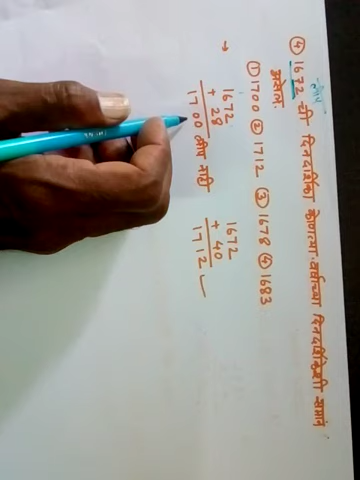 ④ 1672 ची दिनदर्शिका कोणत्या वर्षाच्या दिनदर्शिकेशी समान
असेल.
① 1700 ② 1712 ③ 1678 ④ 1683
→ 1672
+ 28
1700 लीप नाही
1672
+ 40
1712 ✓